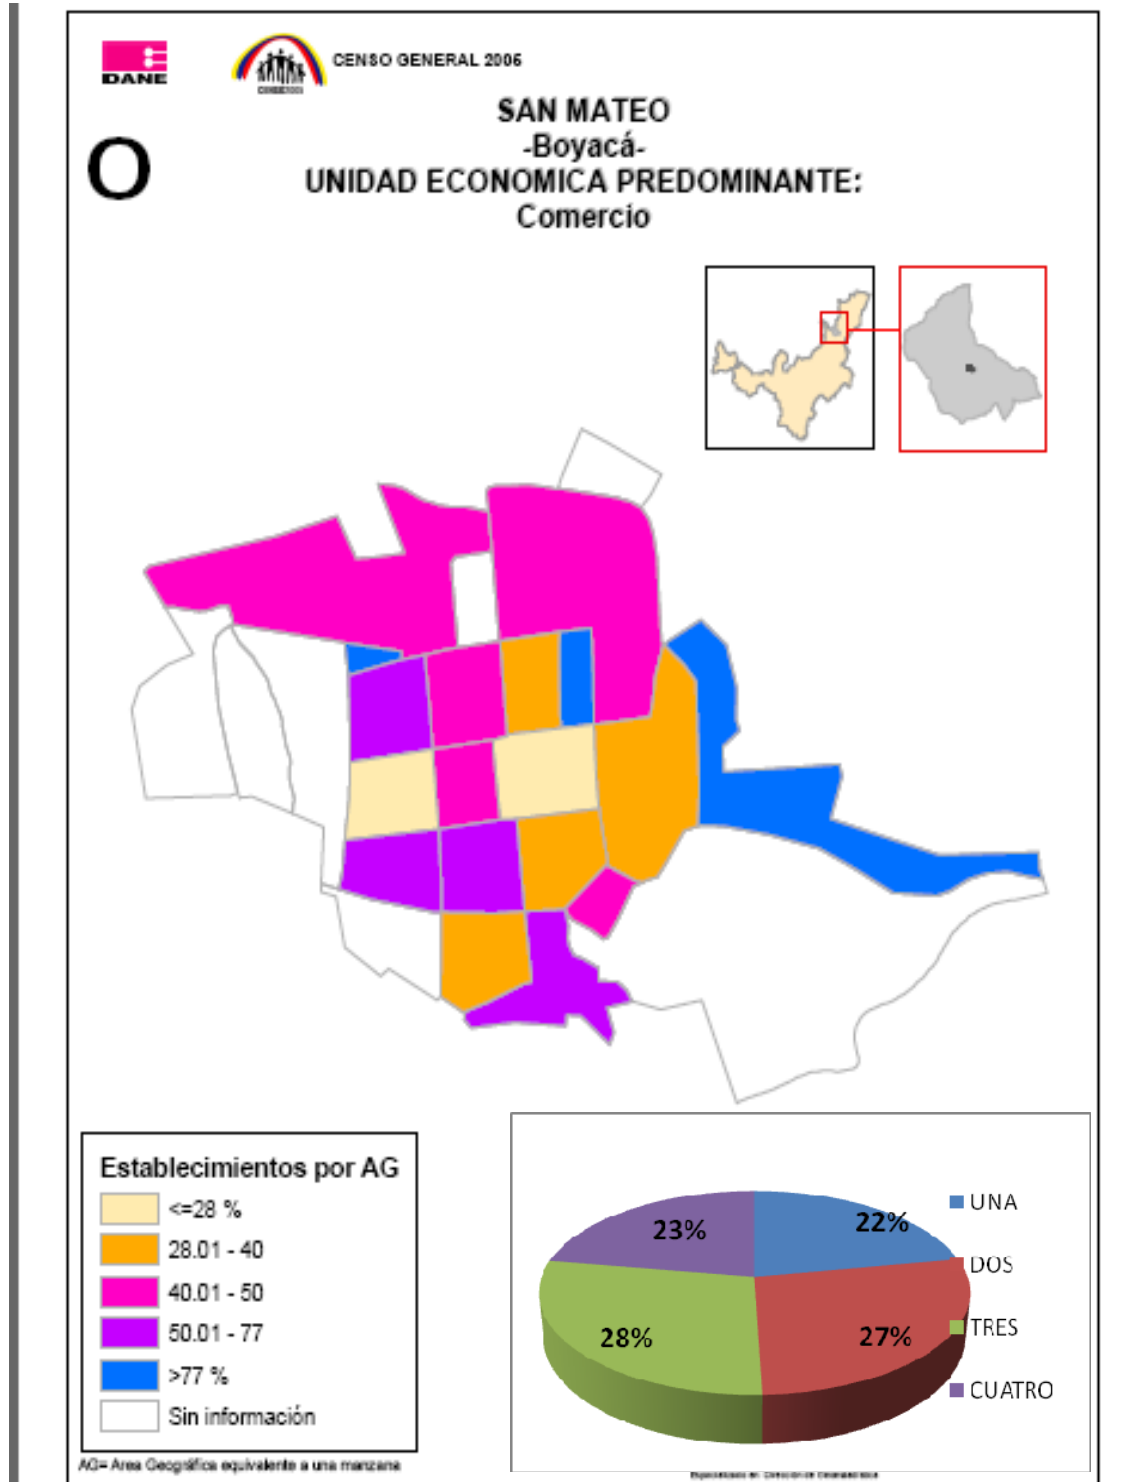 DANE
CENSO GENERAL 2005
SAN MATEO
-Boyacá-
UNIDAD ECONOMICA PREDOMINANTE:
Comercio
O
Establecimientos por AG
<=28 %
28.01 - 40
40.01 - 50
50.01 - 77
>77 %
Sin información
AG= Area Geográfica equivalente a una manzana
23%
22%
28%
27%
UNA
DOS
TRES
CUATRO